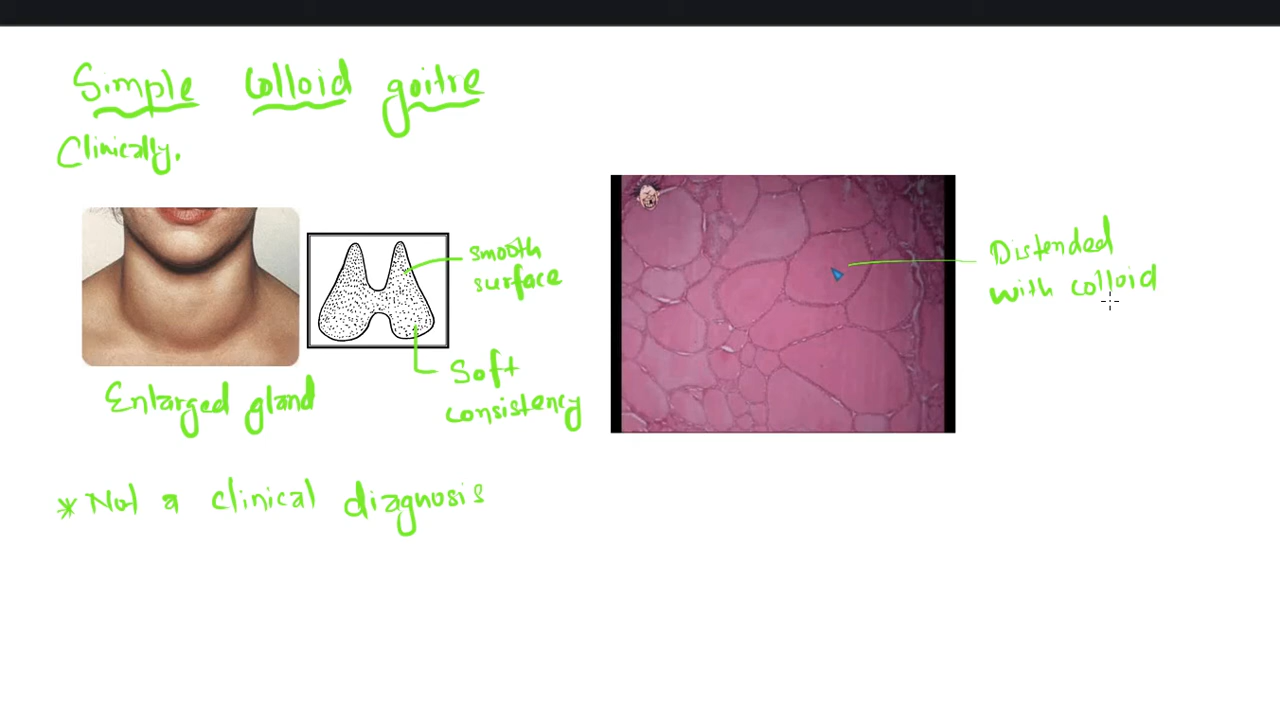 Simple colloid goitre
Clinically.
smooth
surface
Soft
consistency
Enlarged gland
Distended
with colloid
* Not a clinical diagnosis